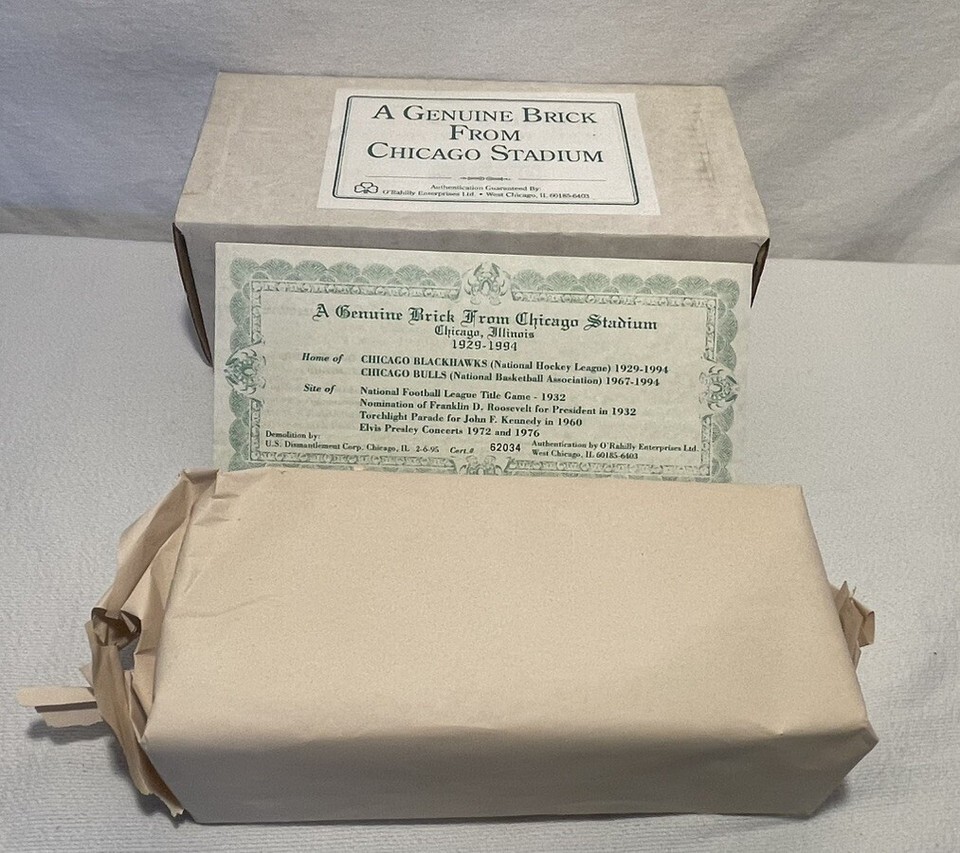 A GENUINE BRICK
FROM
CHICAGO STADIUM
Authentication Guaranteed By:
O'Rahilly Enterprises Ltd. • West Chicago, IL 60185-6403
A Genuine Brick From Chicago Stadium
Chicago, Illinois
1929-1994
Home of CHICAGO BLACKHAWKS (National Hockey League) 1929-1994
CHICAGO BULLS (National Basketball Association) 1967-1994
Site of National Football League Title Game - 1932
Nomination of Franklin D. Roosevelt for President in 1932
Torchlight Parade for John F. Kennedy in 1960
Elvis Presley Concerts 1972 and 1976
Demolition by:
U.S. Dismantlement Corp. Chicago, IL 2-6-95 Cert.# 62034
Authentication by O'Rahilly Enterprises Ltd.
West Chicago, IL 60185-6403